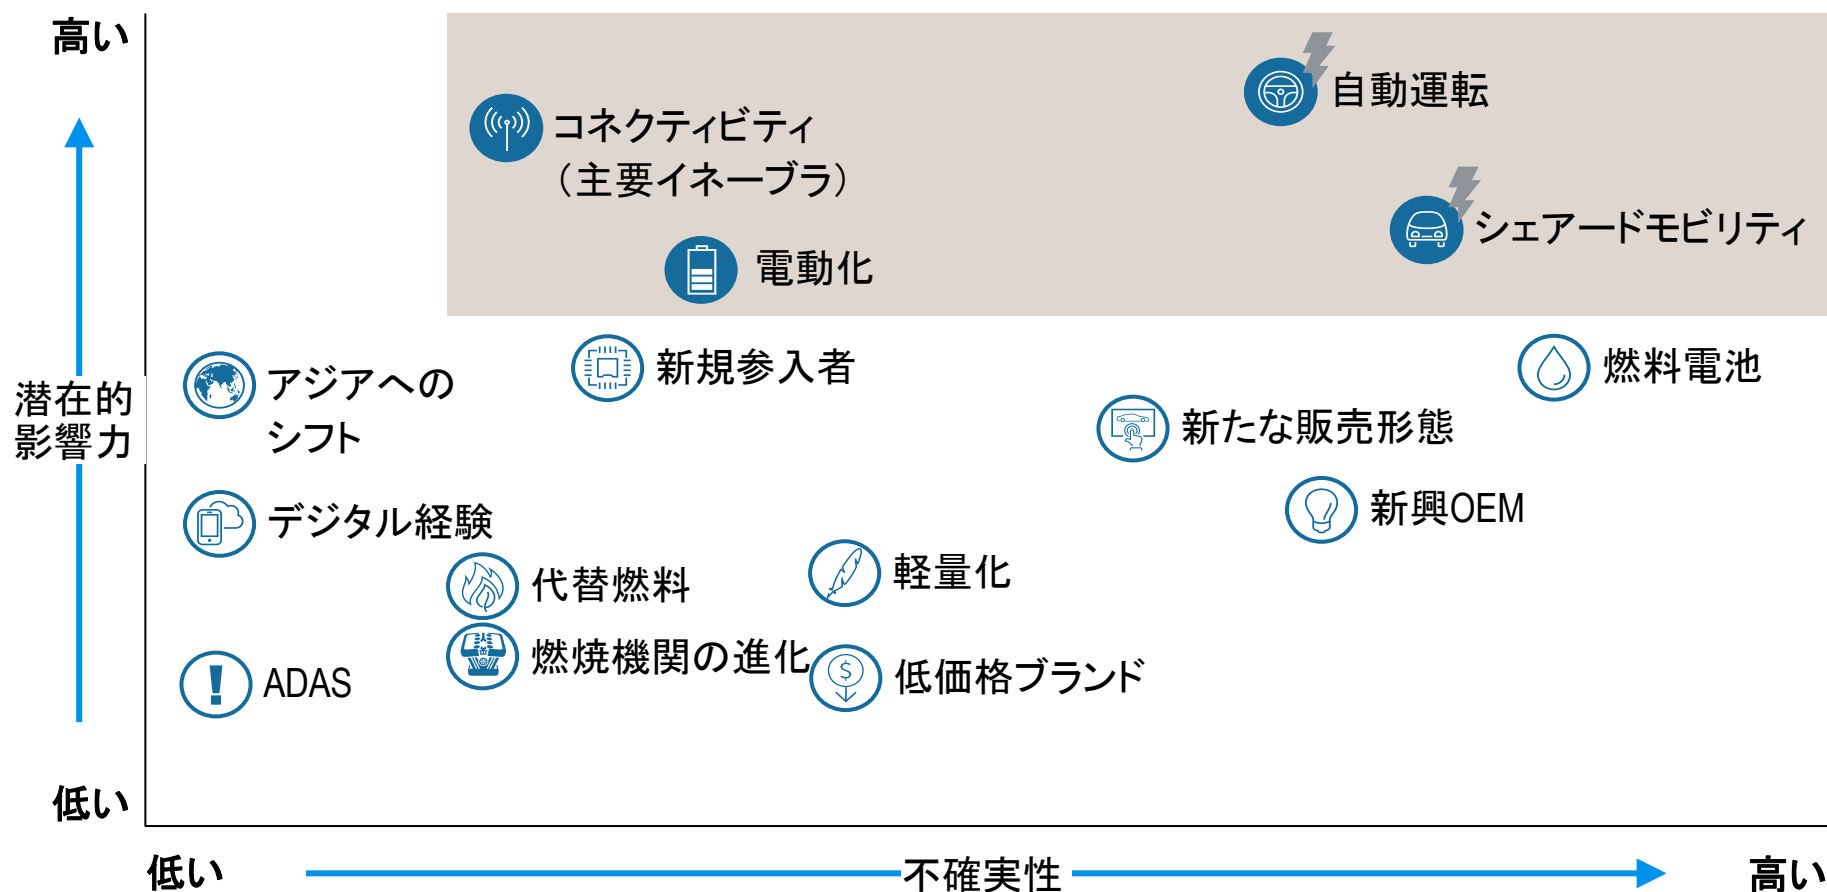 高い
自動運転
コネクティビティ
（主要イネーブラ）
シェアードモビリティ
電動化
新規参入者
燃料電池
アジアへの
シフト
潜在的
影響力
新たな販売形態
デジタル経験
新興OEM
代替燃料
軽量化
燃焼機関の進化
ADAS
$
低価格ブランド
低い
低い
不確実性
高い